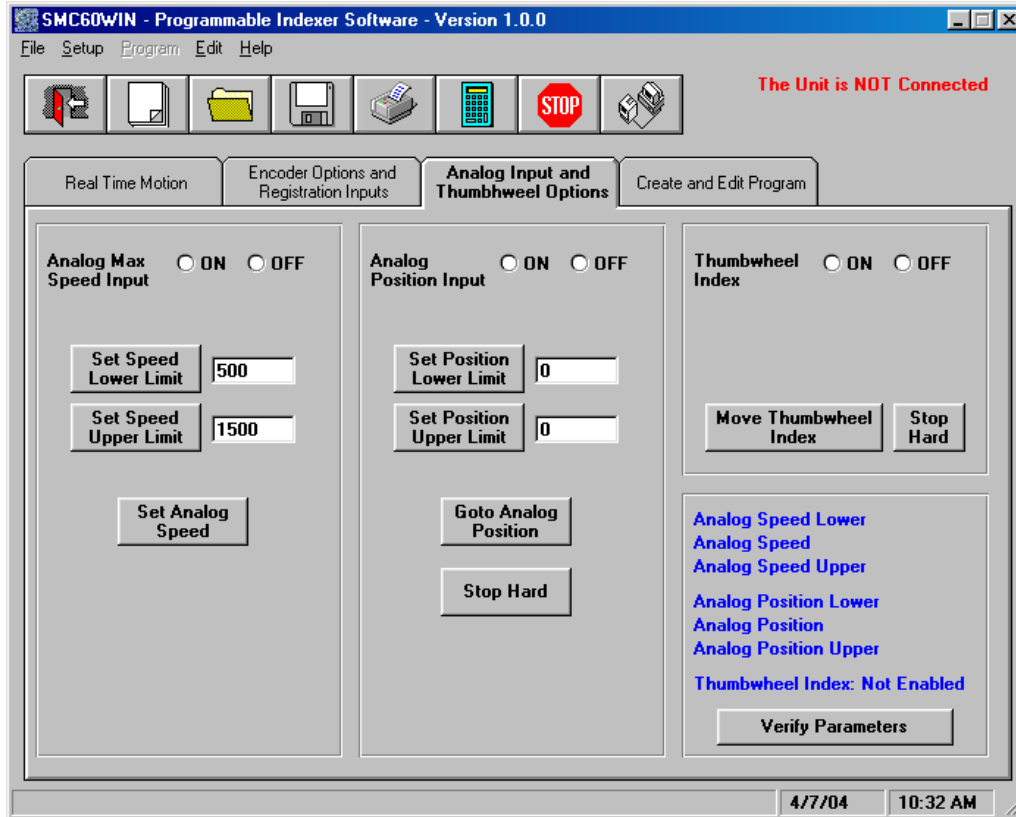 SMC60WIN - Programmable Indexer Software - Version 1.0.0
File Setup Program Edit Help
STOP
The Unit is NOT Connected
Real Time Motion
Encoder Options and
Registration Inputs
Analog Input and
Thumbhweel Options
Create and Edit Program
Analog Max
Speed Input
ON OFF
Set Speed
Lower Limit
500
Set Speed
Upper Limit
1500
Set Analog
Speed
Analog
Position Input
ON OFF
Set Position
Lower Limit
0
Set Position
Upper Limit
0
Goto Analog
Position
Stop Hard
Thumbwheel
Index
ON OFF
Move Thumbwheel
Index
Stop
Hard
Analog Speed Lower
Analog Speed
Analog Speed Upper
Analog Position Lower
Analog Position
Analog Position Upper
Thumbwheel Index: Not Enabled
Verify Parameters
4/7/04
10:32 AM